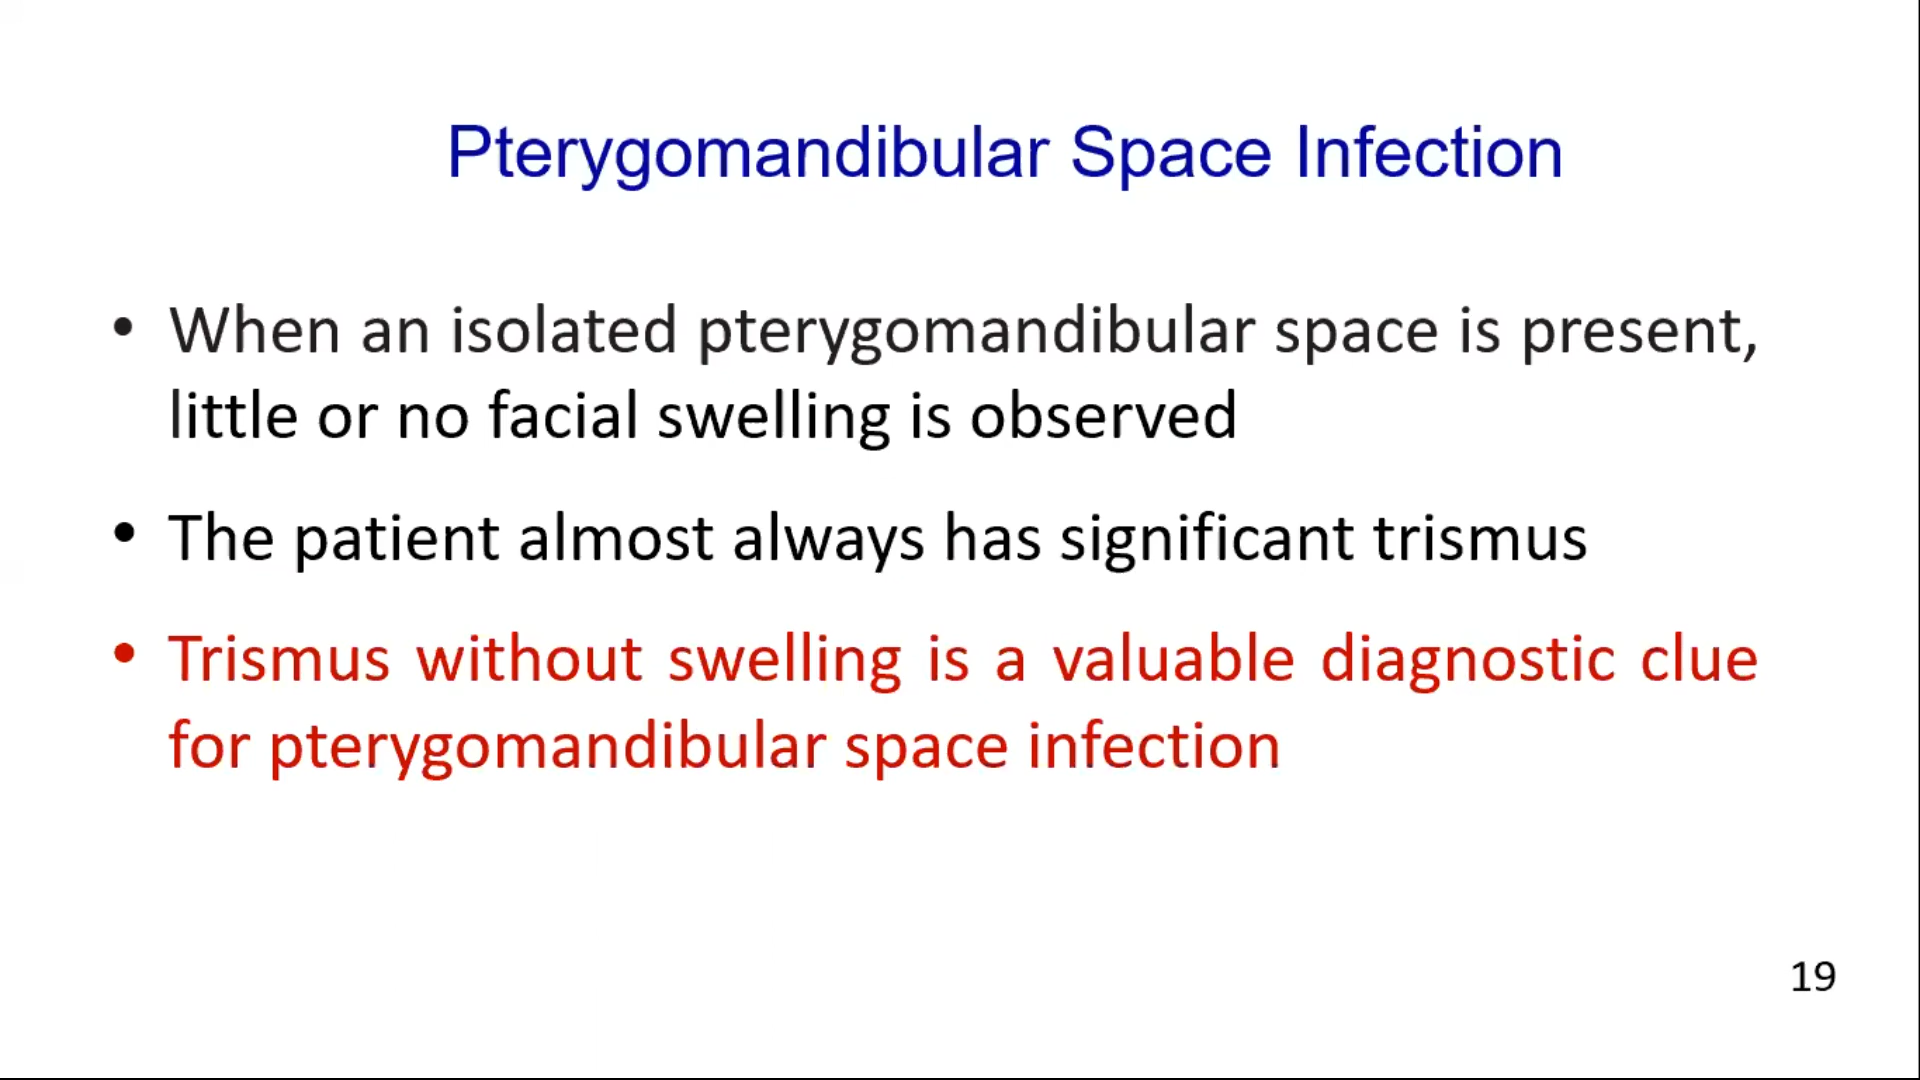 Pterygomandibular Space Infection
• When an isolated pterygomandibular space is present,
little or no facial swelling is observed
• The patient almost always has significant trismus
• Trismus without swelling is a valuable diagnostic clue
for pterygomandibular space infection
19